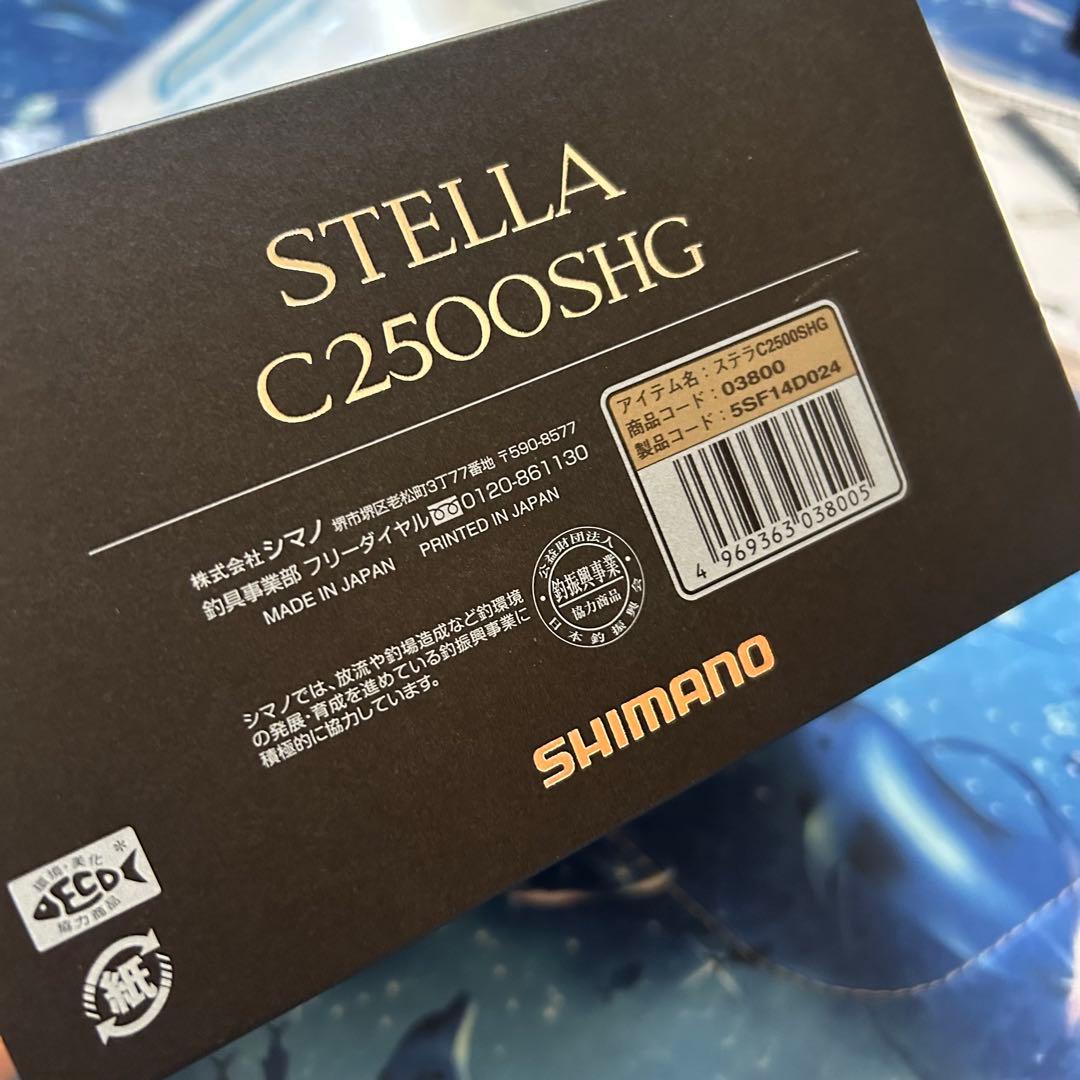 STELLA
C2500SHG
アイテム名：ステラC2500SHG
商品コード：03800
製品コード：5SF14D024
4 969363 038005
株式会社シマノ 堺市堺区老松町3丁77番地 〒590-8577
釣具事業部 フリーダイヤル 0120-861130
MADE IN JAPAN PRINTED IN JAPAN
シマノでは、放流や釣場造成など釣環境
の発展・育成を進めている釣振興事業に
積極的に協力しています。
公益財団法人
釣振興事業
協力商品
日本釣振興会
SHIMANO
環境・美化
ECO
協力商品
紙